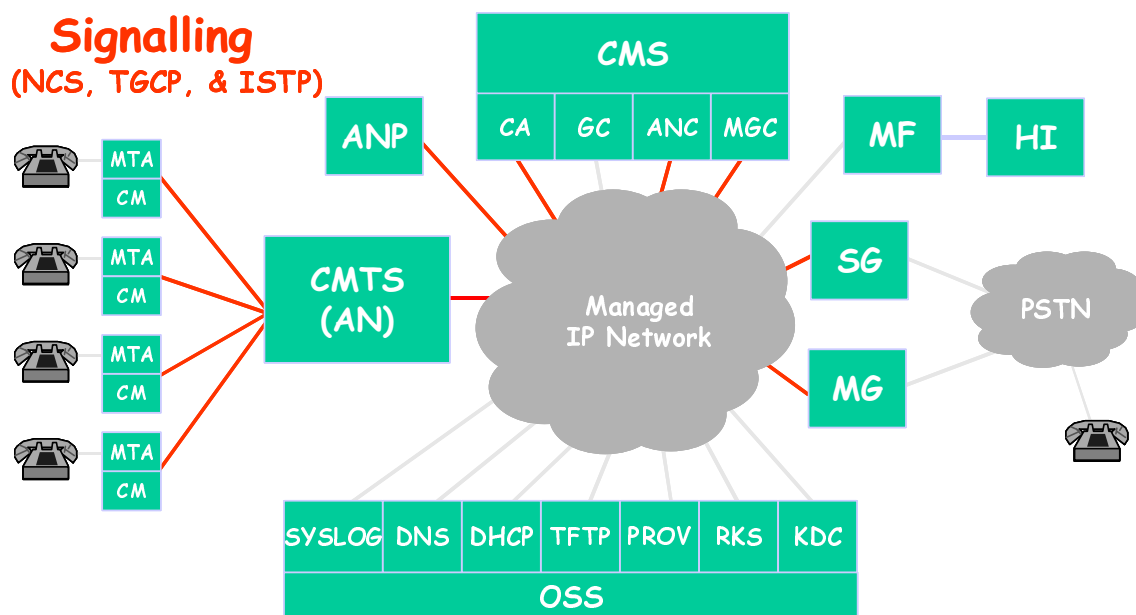 Signalling
(NCS, TGCP, & ISTP)
CMS
CA GC ANC MGC
ANP
MF
HI
MTA
CM
MTA
CM
MTA
CM
MTA
CM
CMTS
(AN)
Managed
IP Network
SG
MG
PSTN
SYSLOG DNS DHCP TFTP PROV RKS KDC
OSS